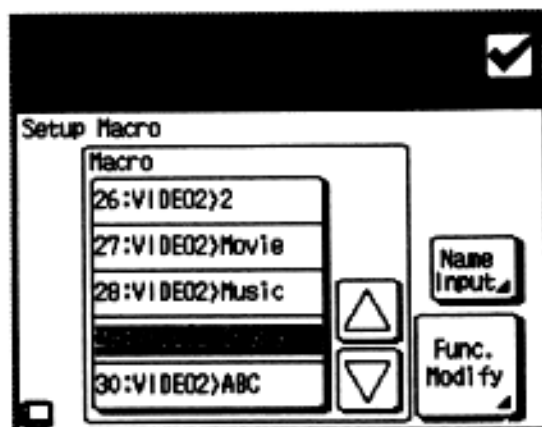 Setup Macro
Macro
26:VIDEO2>2
27:VIDEO2>Movie
28:VIDEO2>Music
30:VIDEO2>ABC
Name
Input
Func.
Modify